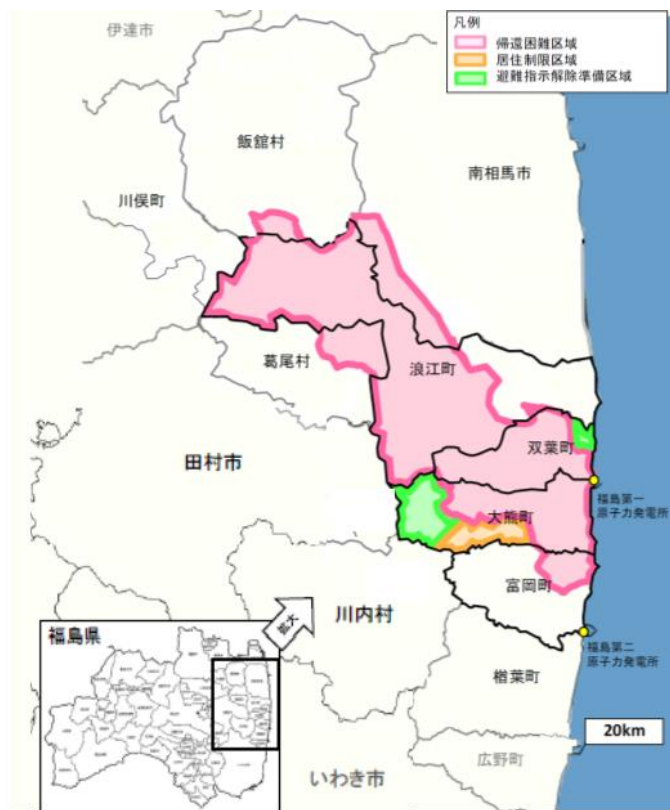 伊達市
凡例
帰還困難区域
居住制限区域
避難指示解除準備区域
飯舘村
南相馬市
川俣町
葛尾村
浪江町
双葉町
田村市
福島第一
原子力発電所
大熊町
富岡町
川内村
拡大
福島県
福島第二
原子力発電所
楢葉町
20km
広野町
いわき市